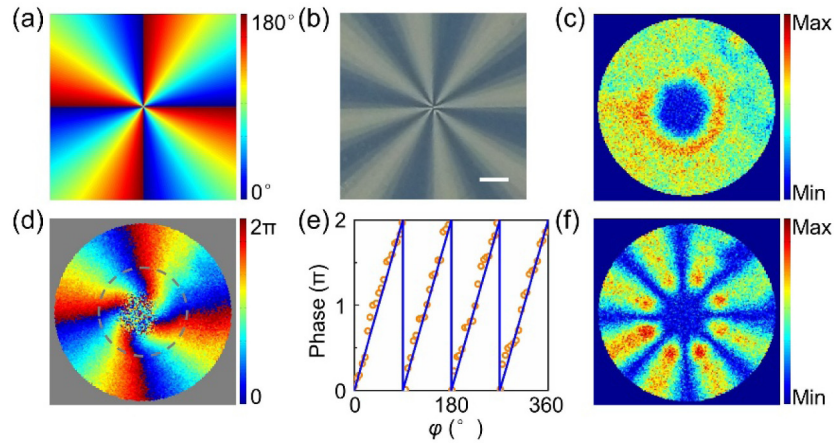 (a)
180°
0°
(b)
(c)
Max
Min
(d)
2π
0
(e)
2
1
0
Phase (π)
0
180
360
φ (°)
(f)
Max
Min